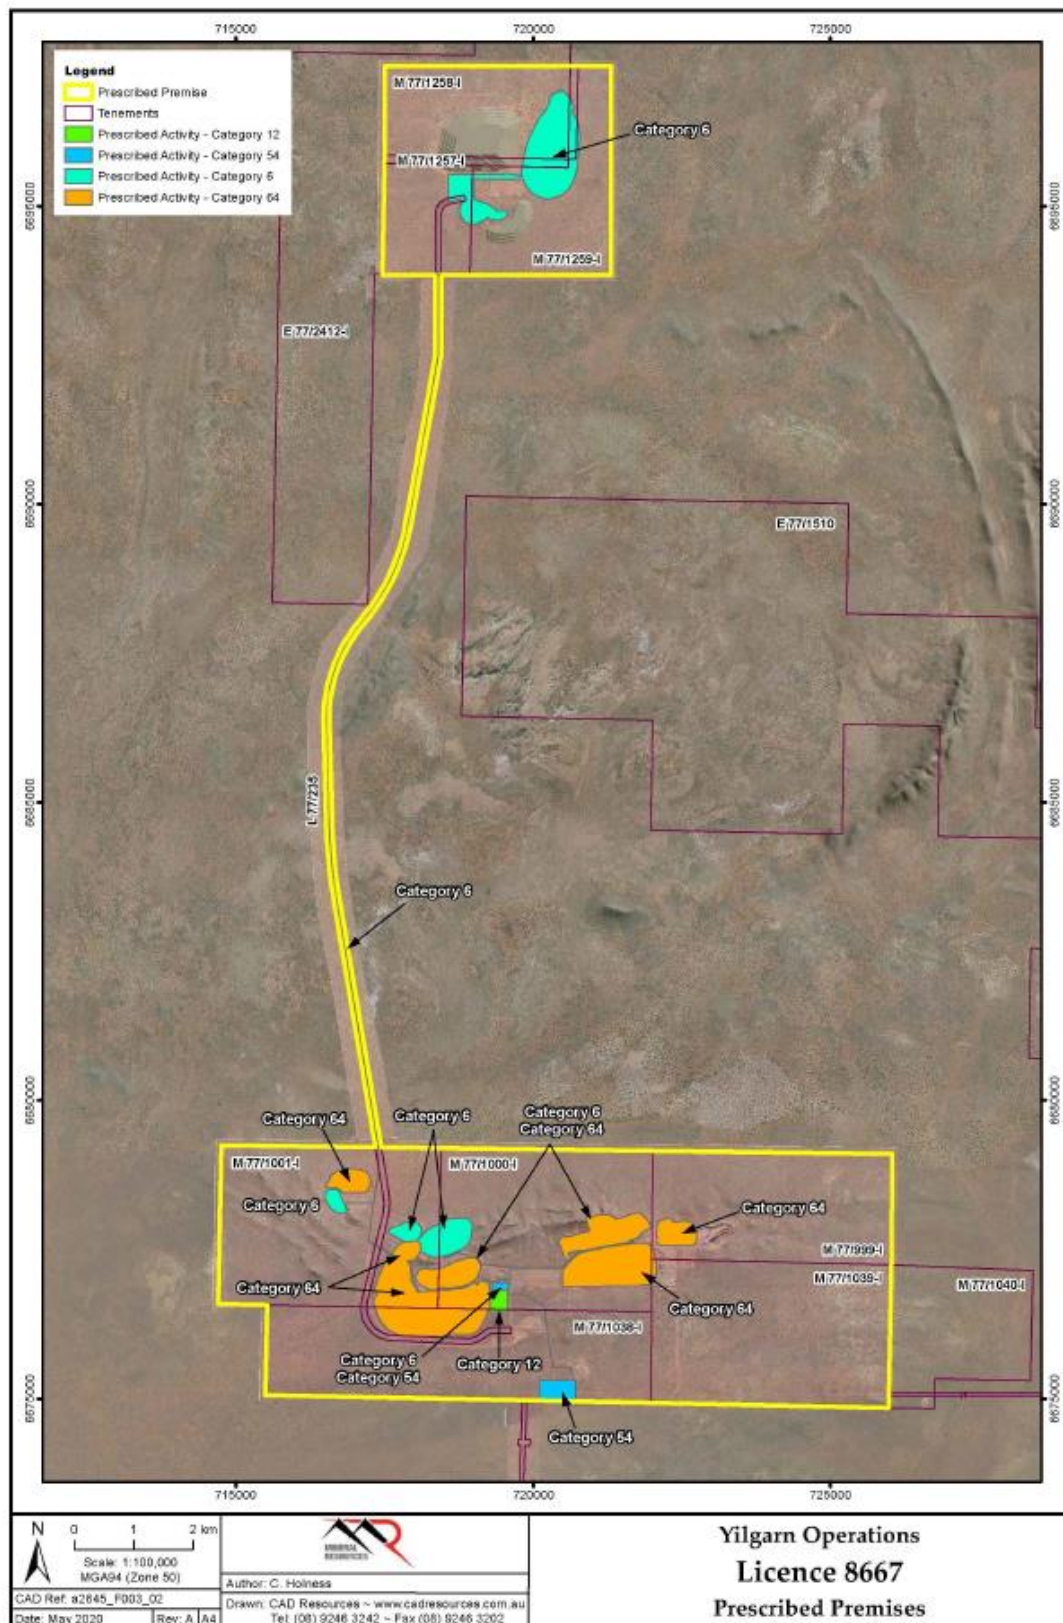 715000
720000
725000
Legend
Prescribed Premise
Tenements
Prescribed Activity - Category 12
Prescribed Activity - Category 54
Prescribed Activity - Category 6
Prescribed Activity - Category 64
M 77/1258-I
Category 6
M 77/1257-I
6695000
6695000
M 77/1259-I
E 77/2412-I
6690000
6690000
E 77/1510
L 77/235
6685000
6685000
Category 6
6680000
6680000
Category 64
Category 6
Category 6
Category 64
M 77/1001-I
M 77/1000-I
Category 6
Category 64
M 77/999-I
M 77/1039-I
M 77/1040-I
Category 64
Category 64
M 77/1038-I
Category 6
Category 54
Category 12
6675000
6675000
Category 54
715000
720000
725000
N
0 1 2 km
Scale: 1:100,000
MGA94 (Zone 50)
CAD Ref: a2645_F003_02
Date: May 2020 Rev: A A4
MINERAL
RESOURCES
Author: C. Holness
Drawn: CAD Resources ~ www.cadresources.com.au
Tel: (08) 9246 3242 ~ Fax (08) 9246 3202
Yilgarn Operations
Licence 8667
Prescribed Premises